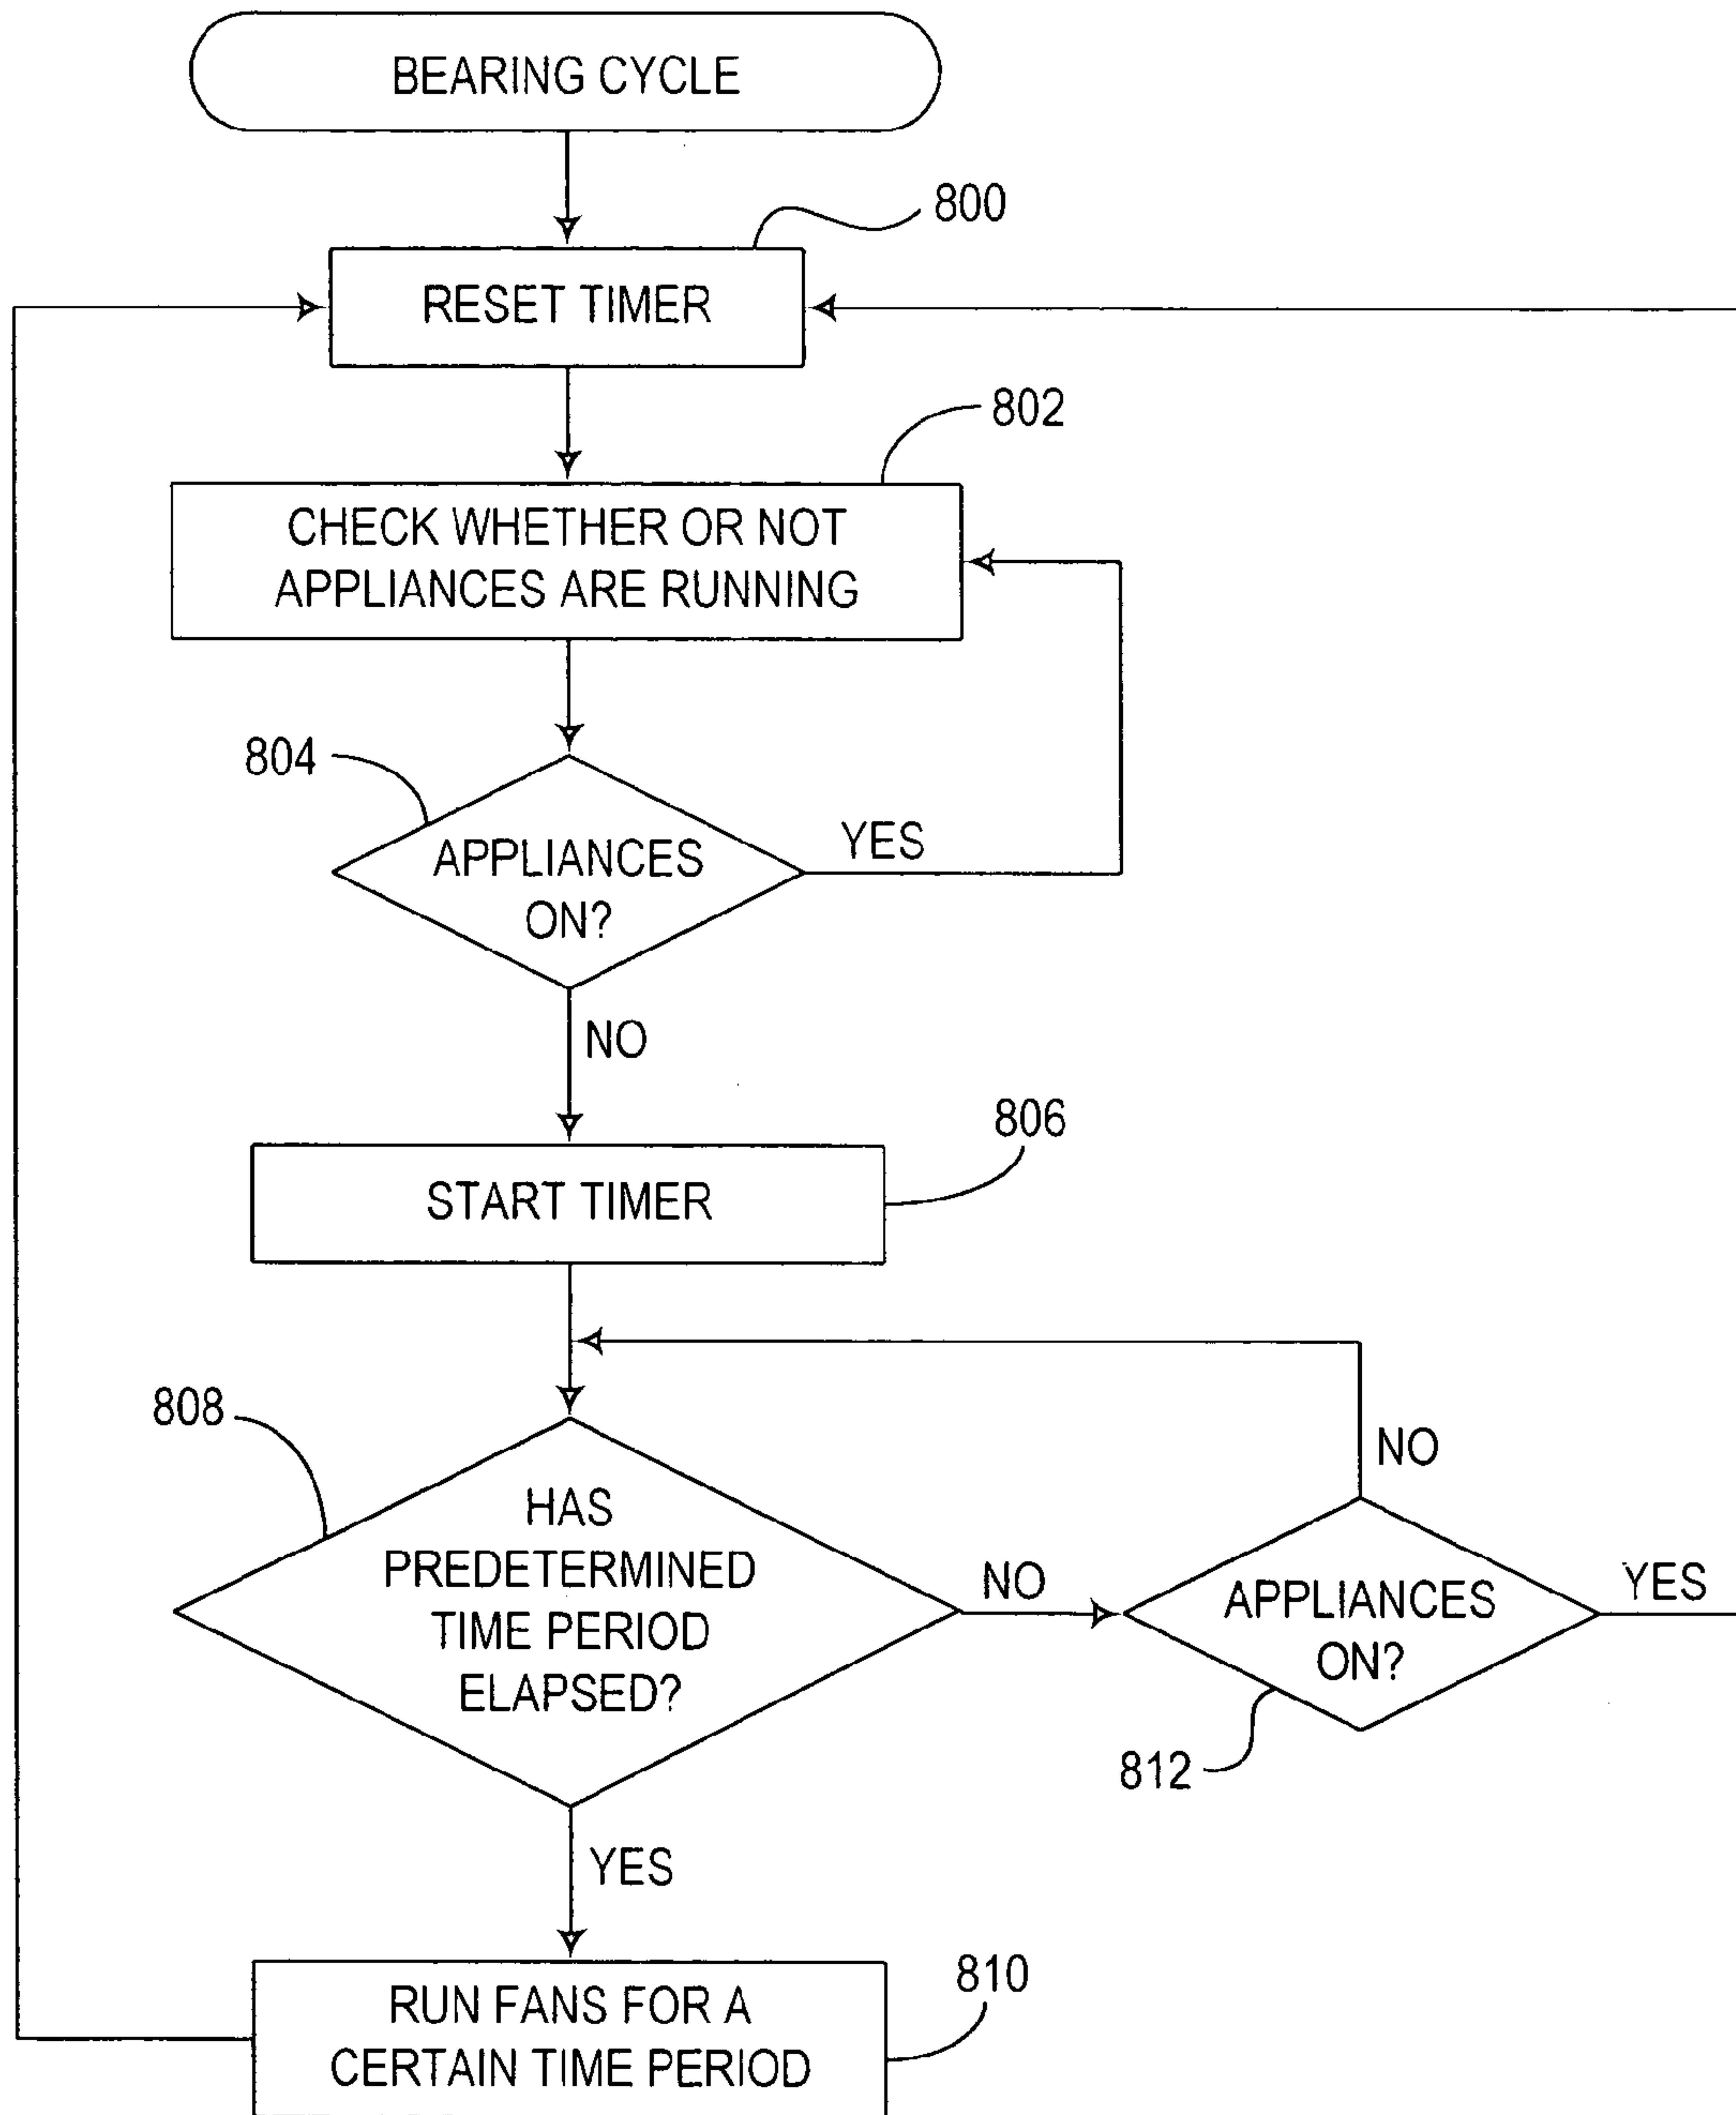 BEARING CYCLE
800
RESET TIMER
802
CHECK WHETHER OR NOT
APPLIANCES ARE RUNNING
804
APPLIANCES
ON?
YES
NO
806
START TIMER
808
HAS
PREDETERMINED
TIME PERIOD
ELAPSED?
NO
NO
APPLIANCES
ON?
YES
812
YES
810
RUN FANS FOR A
CERTAIN TIME PERIOD